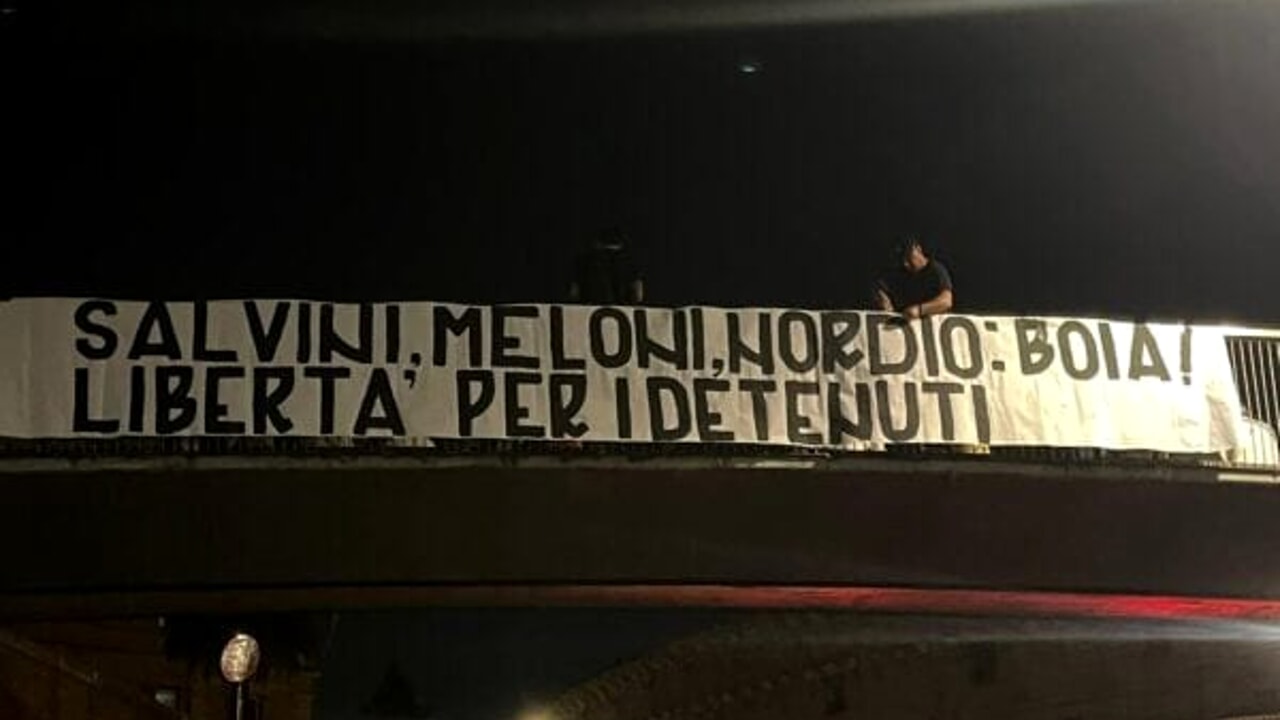 SALVINI, MELONI, NORDIO: BOIA!
LIBERTA' PER I DETENUTI